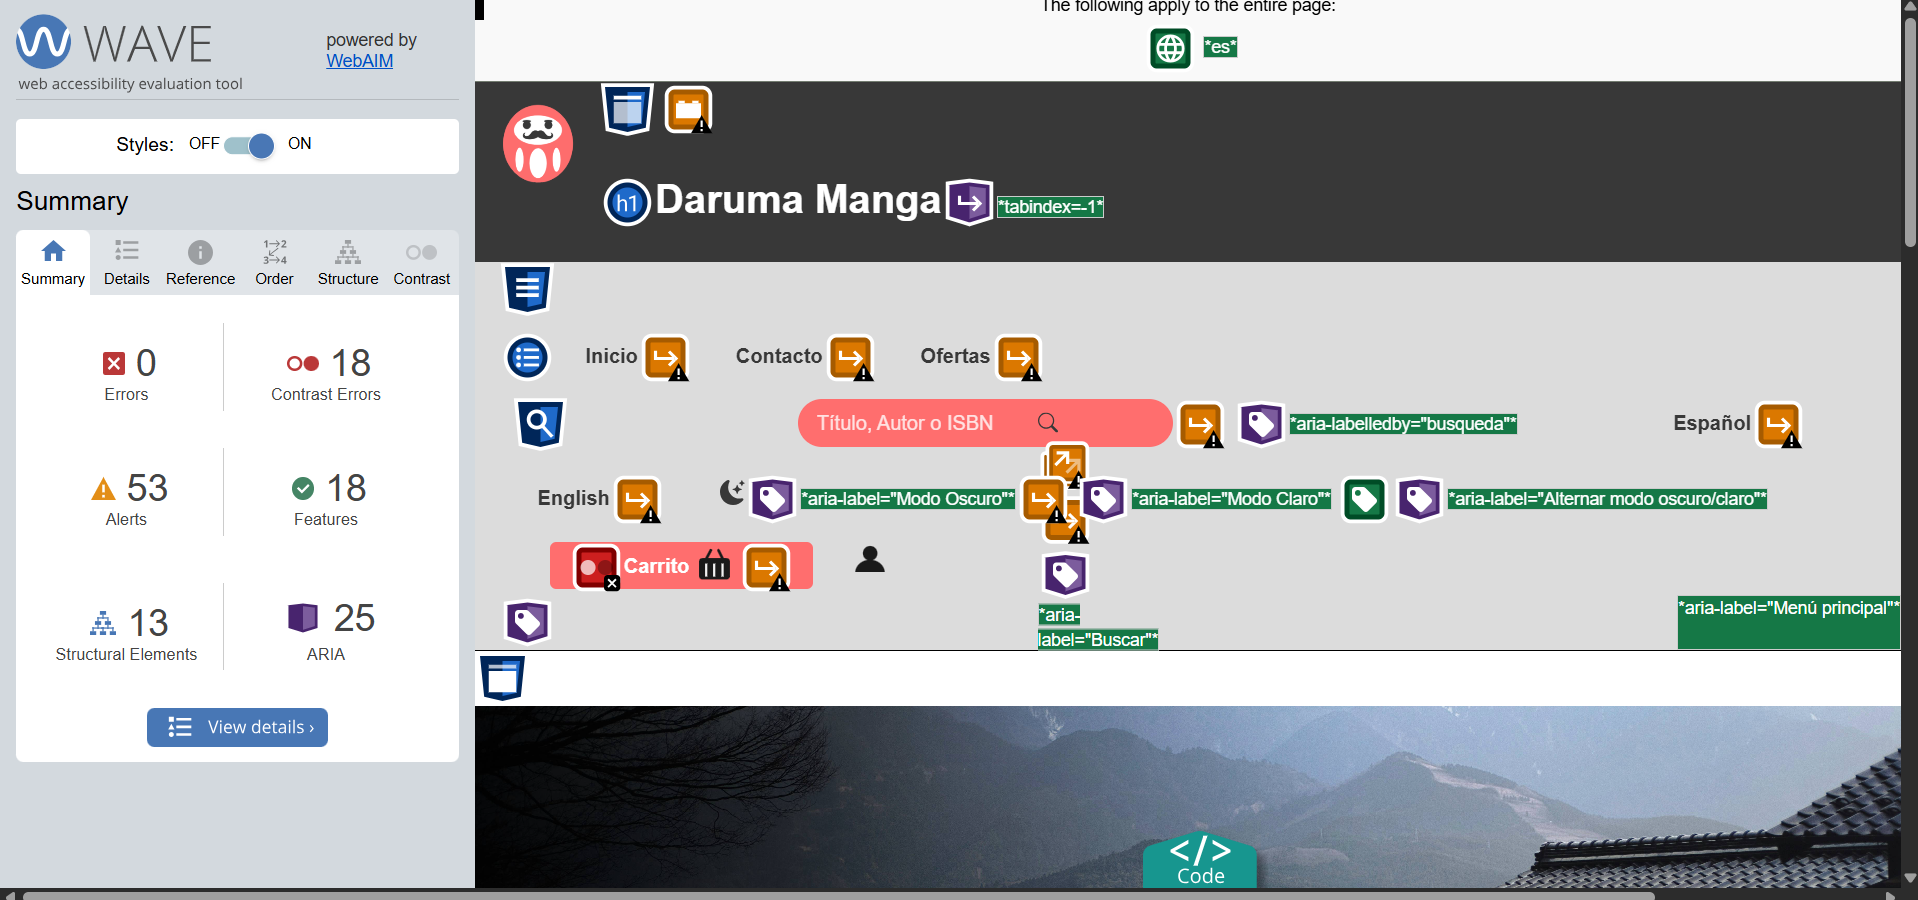 WAVE
web accessibility evaluation tool
powered by
WebAIM
Styles: OFF ON
Summary
Summary
Details
Reference
1 2
3 4
Order
Structure
Contrast
0
Errors
18
Contrast Errors
53
Alerts
18
Features
13
Structural Elements
25
ARIA
View details ›
The following apply to the entire page:
*es*
h1 Daruma Manga *tabindex=-1*
Inicio
Contacto
Ofertas
Título, Autor o ISBN
*aria-labelledby="busqueda"*
Español
English
*aria-label="Modo Oscuro"*
*aria-label="Modo Claro"*
*aria-label="Alternar modo oscuro/claro"*
Carrito
*aria-
label="Buscar"*
*aria-label="Menú principal"*
</>
Code